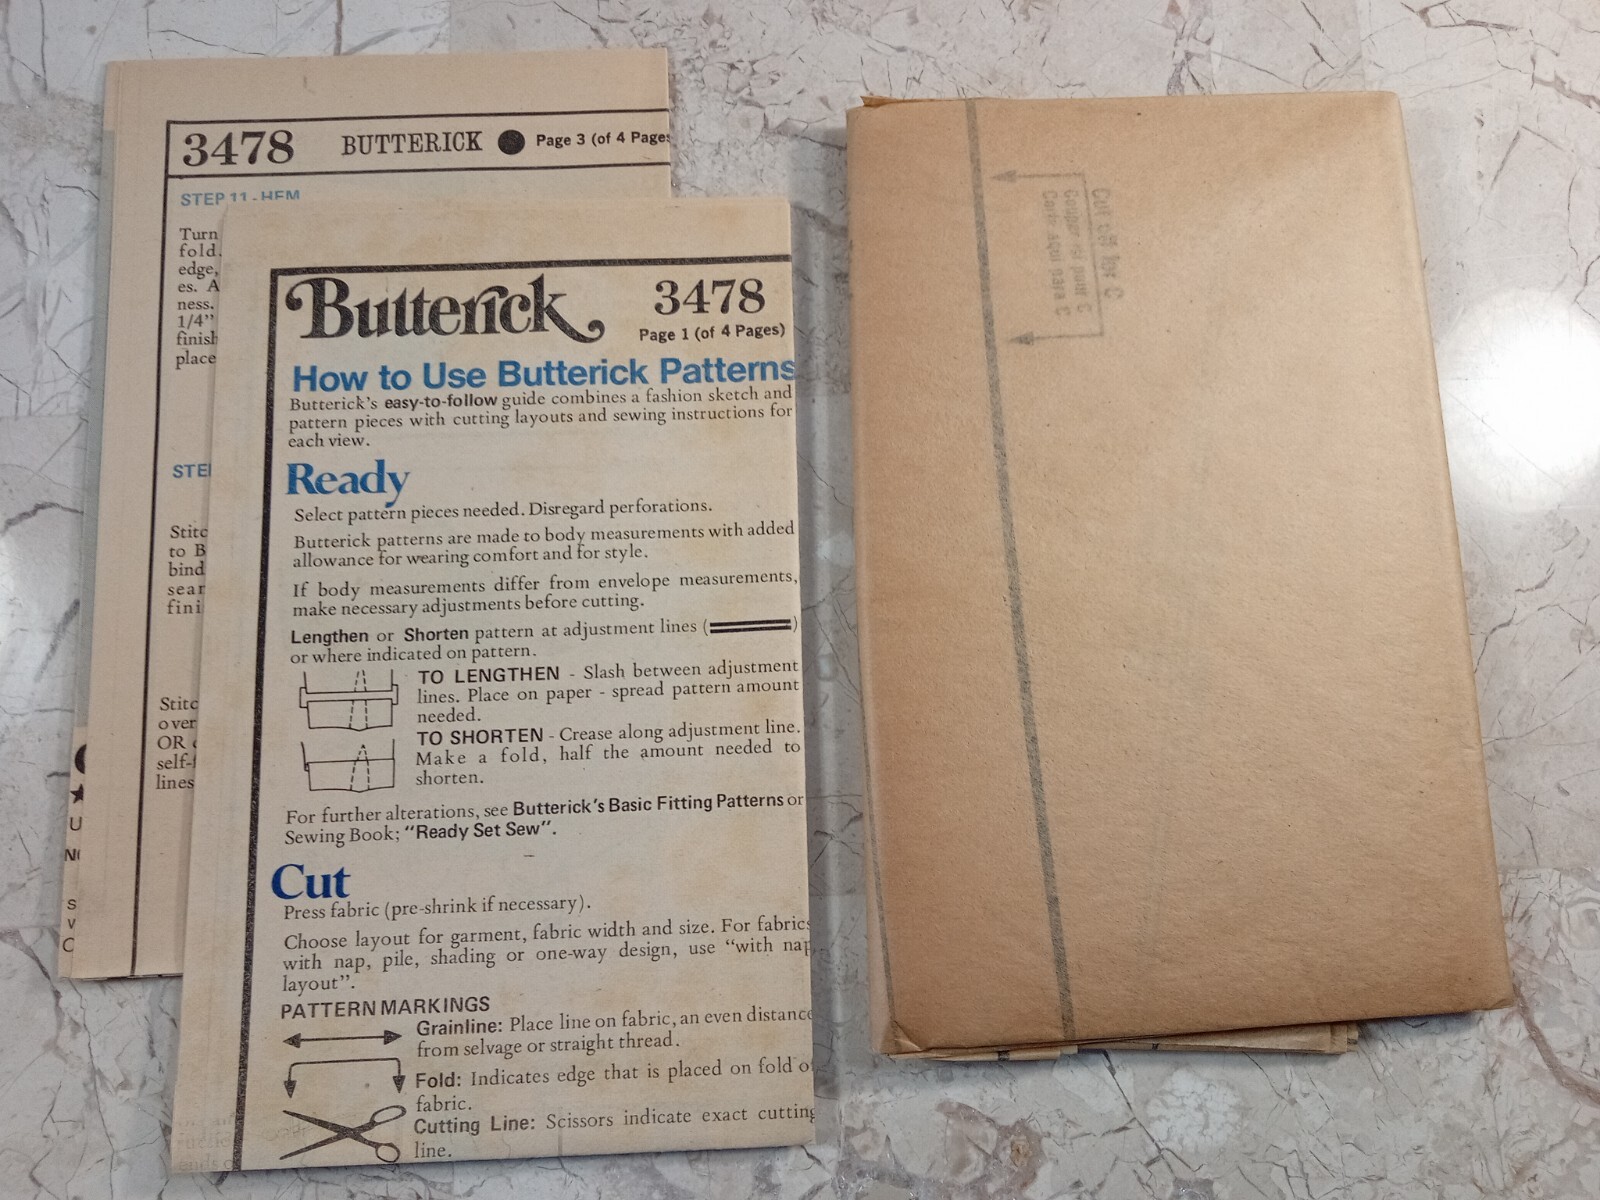 3478 BUTTERICK Page 3 (of 4 Pages
STEP 11 - HEM
Turn
fold.
edge,
es. A
ness.
1/4"
finish
place
STE
Stitc
to B
bind
sear
fini
Stitc
over
OR
self-f
lines
U
s
v
C
Butterick 3478
Page 1 (of 4 Pages)
How to Use Butterick Patterns
Butterick's easy-to-follow guide combines a fashion sketch and
pattern pieces with cutting layouts and sewing instructions for
each view.
Ready
Select pattern pieces needed. Disregard perforations.
Butterick patterns are made to body measurements with added
allowance for wearing comfort and for style.
If body measurements differ from envelope measurements,
make necessary adjustments before cutting.
Lengthen or Shorten pattern at adjustment lines ( )
or where indicated on pattern.
TO LENGTHEN - Slash between adjustment
lines. Place on paper - spread pattern amount
needed.
TO SHORTEN - Crease along adjustment line.
Make a fold, half the amount needed to
shorten.
For further alterations, see Butterick's Basic Fitting Patterns or
Sewing Book; "Ready Set Sew".
Cut
Press fabric (pre-shrink if necessary).
Choose layout for garment, fabric width and size. For fabrics
with nap, pile, shading or one-way design, use "with nap
layout".
PATTERN MARKINGS
Grainline: Place line on fabric, an even distance
from selvage or straight thread.
Fold: Indicates edge that is placed on fold of
fabric.
Cutting Line: Scissors indicate exact cutting
line.
Cut off for C
Couper ici pour C
Corte aqui para C